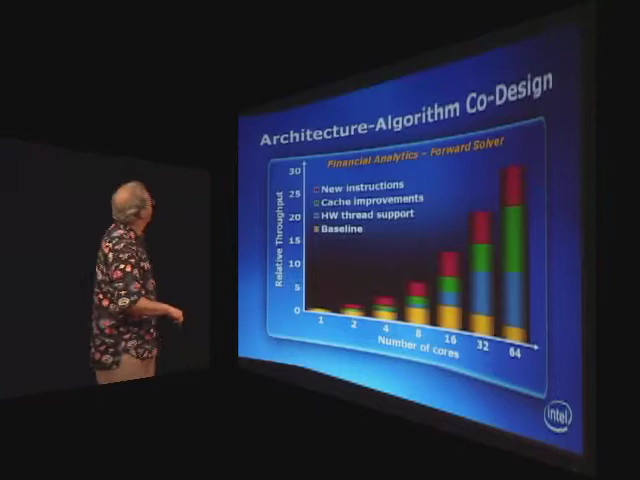 Architecture-Algorithm Co-Design
Financial Analytics – Forward Solver
Relative Throughput
30
25
20
15
10
5
0
New instructions
Cache improvements
HW thread support
Baseline
1 2 4 8 16 32 64
Number of cores
intel